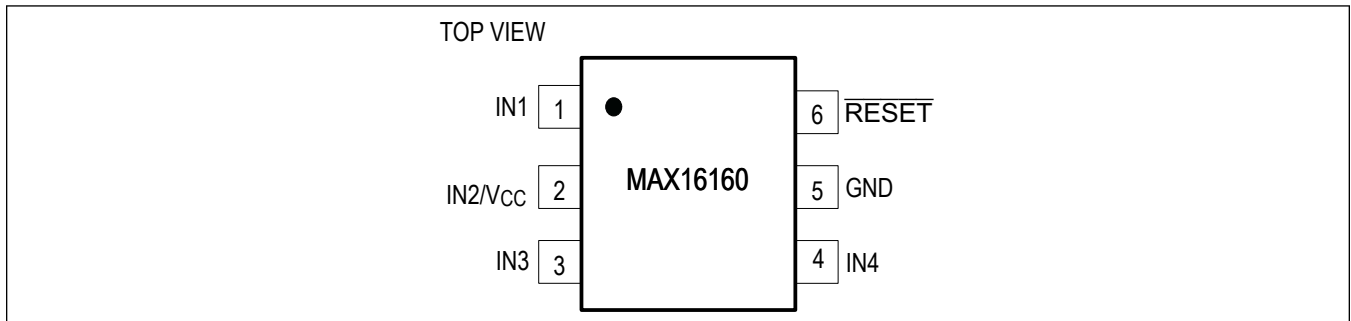 TOP VIEW
IN1 1 6 RESET
IN2/VCC 2 MAX16160 5 GND
IN3 3 4 IN4